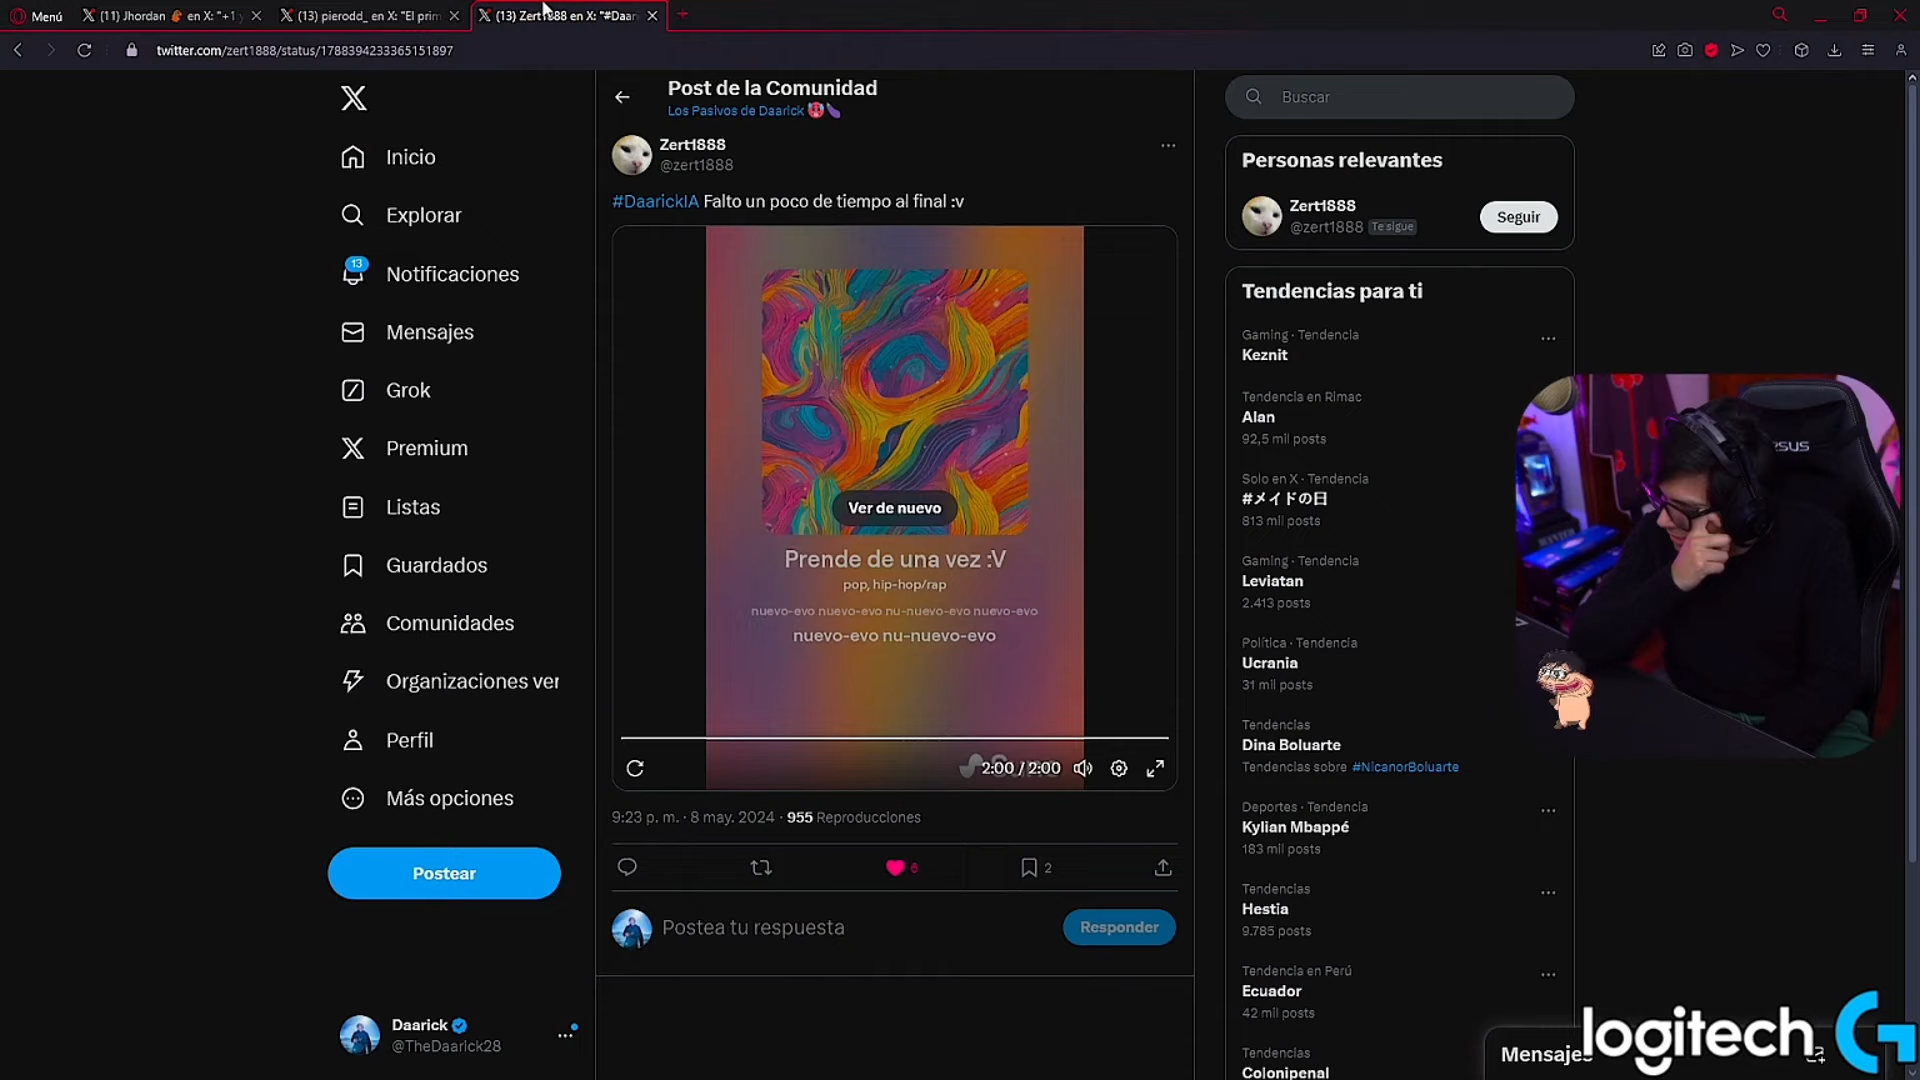 Menú
(11) Jhordan en X: "+1 y
(13) pierodd_ en X: "El prim
(13) Zert1888 en X: "#Daari
twitter.com/zert1888/status/1788394233365151897
Inicio
Explorar
13
Notificaciones
Mensajes
Grok
Premium
Listas
Guardados
Comunidades
Organizaciones ver
Perfil
Más opciones
Postear
Daarick
@TheDaarick28
Post de la Comunidad
Los Pasivos de Daarick
Zert1888
@zert1888
#DaarickIA Falto un poco de tiempo al final :v
Ver de nuevo
Prende de una vez :V
pop, hip-hop/rap
nuevo-evo nuevo-evo nu-nuevo-evo nuevo-evo
nuevo-evo nu-nuevo-evo
2:00 / 2:00
9:23 p. m. · 8 may. 2024 · 955 Reproducciones
6
2
Postea tu respuesta
Responder
Buscar
Personas relevantes
Zert1888
@zert1888 Te sigue
Seguir
Tendencias para ti
Gaming · Tendencia
Keznit
Tendencia en Rimac
Alan
92,5 mil posts
Solo en X · Tendencia
#メイドの日
813 mil posts
Gaming · Tendencia
Leviatan
2.413 posts
Política · Tendencia
Ucrania
31 mil posts
Tendencias
Dina Boluarte
Tendencias sobre #NicanorBoluarte
Deportes · Tendencia
Kylian Mbappé
183 mil posts
Tendencias
Hestia
9.785 posts
Tendencia en Perú
Ecuador
42 mil posts
Tendencias
Colonipenal
Mensajes
logitech G